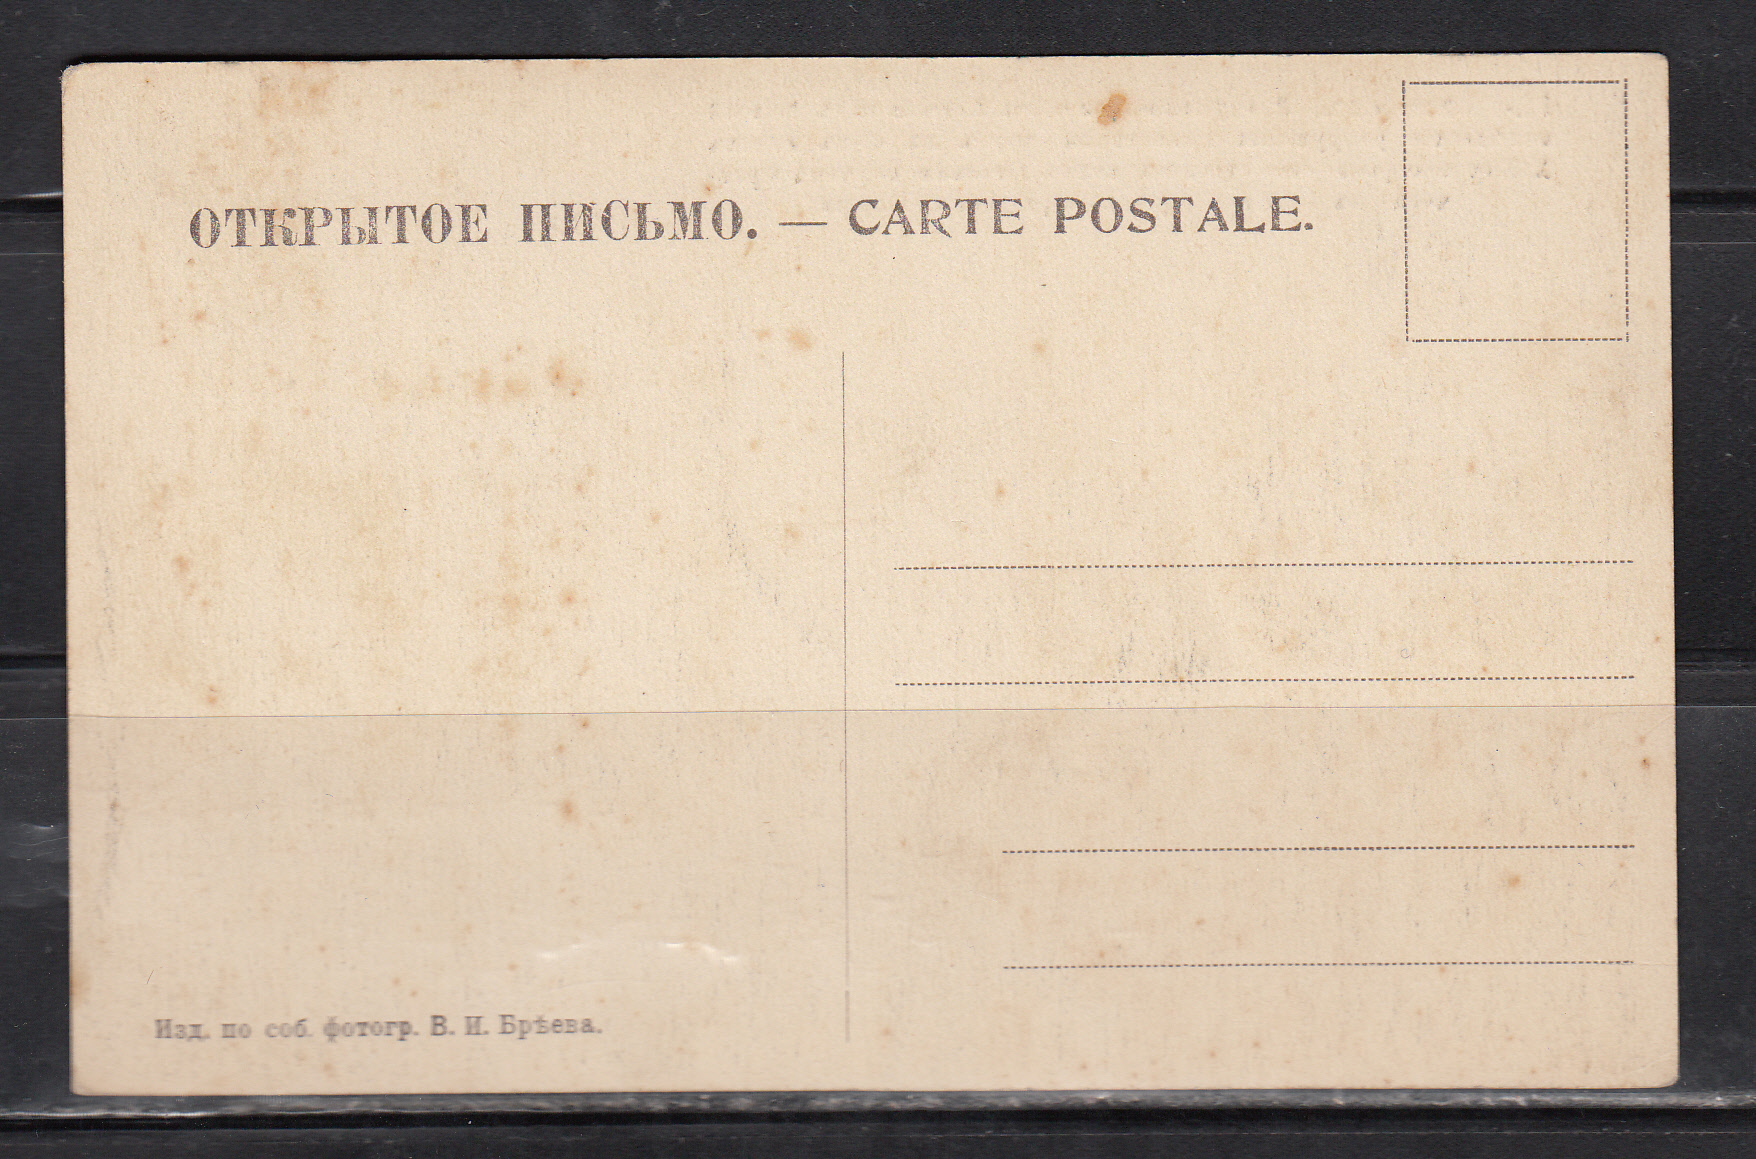 ОТКРЫТОЕ ПИСЬМО. — CARTE POSTALE.
Изд. по соб. фотогр. В. И. Брѣева.